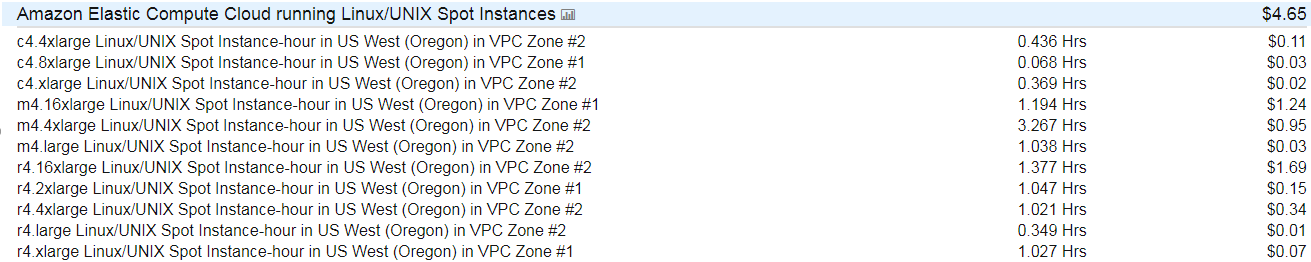 Amazon Elastic Compute Cloud running Linux/UNIX Spot Instances $4.65
c4.4xlarge Linux/UNIX Spot Instance-hour in US West (Oregon) in VPC Zone #2 0.436 Hrs $0.11
c4.8xlarge Linux/UNIX Spot Instance-hour in US West (Oregon) in VPC Zone #1 0.068 Hrs $0.03
c4.xlarge Linux/UNIX Spot Instance-hour in US West (Oregon) in VPC Zone #2 0.369 Hrs $0.02
m4.16xlarge Linux/UNIX Spot Instance-hour in US West (Oregon) in VPC Zone #1 1.194 Hrs $1.24
m4.4xlarge Linux/UNIX Spot Instance-hour in US West (Oregon) in VPC Zone #2 3.267 Hrs $0.95
m4.large Linux/UNIX Spot Instance-hour in US West (Oregon) in VPC Zone #2 1.038 Hrs $0.03
r4.16xlarge Linux/UNIX Spot Instance-hour in US West (Oregon) in VPC Zone #2 1.377 Hrs $1.69
r4.2xlarge Linux/UNIX Spot Instance-hour in US West (Oregon) in VPC Zone #1 1.047 Hrs $0.15
r4.4xlarge Linux/UNIX Spot Instance-hour in US West (Oregon) in VPC Zone #2 1.021 Hrs $0.34
r4.large Linux/UNIX Spot Instance-hour in US West (Oregon) in VPC Zone #2 0.349 Hrs $0.01
r4.xlarge Linux/UNIX Spot Instance-hour in US West (Oregon) in VPC Zone #1 1.027 Hrs $0.07